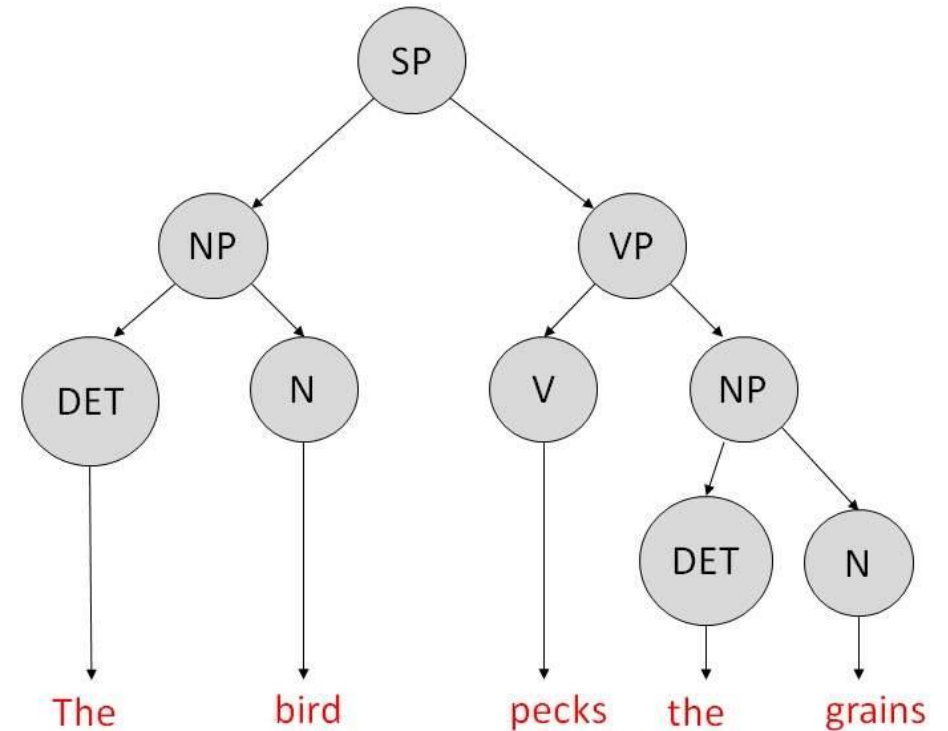 SP
NP VP
DET N V NP
DET N
The bird pecks the grains